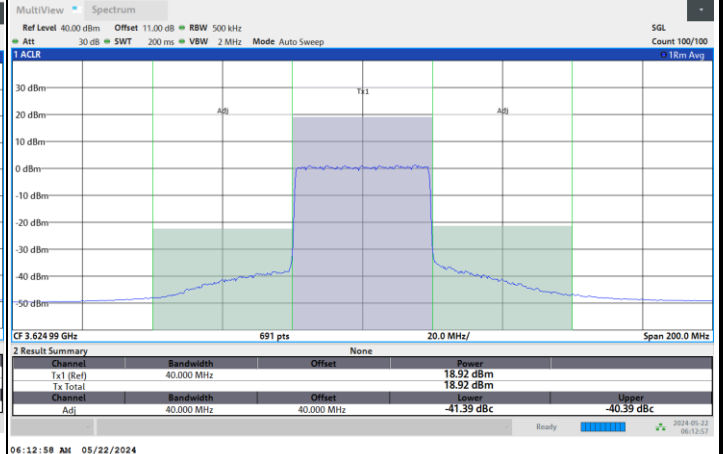 MultiView Spectrum
Ref Level 40.00 dBm Offset 11.00 dB RBW 500 kHz SGL
Att 30 dB SWT 200 ms VBW 2 MHz Mode Auto Sweep Count 100/100
1 ACLR 1Rm Avg
Tx1
Adj Adj
30 dBm
20 dBm
10 dBm
0 dBm
-10 dBm
-20 dBm
-30 dBm
-40 dBm
-50 dBm
CF 3.624 99 GHz 691 pts 20.0 MHz/ Span 200.0 MHz
2 Result Summary None
Channel Bandwidth Offset Power
Tx1 (Ref) 40.000 MHz 18.92 dBm
Tx Total 18.92 dBm
Channel Bandwidth Offset Lower Upper
Adj 40.000 MHz 40.000 MHz -41.39 dBc -40.39 dBc
Ready 2024-05-22
06:12:57
06:12:58 AM 05/22/2024